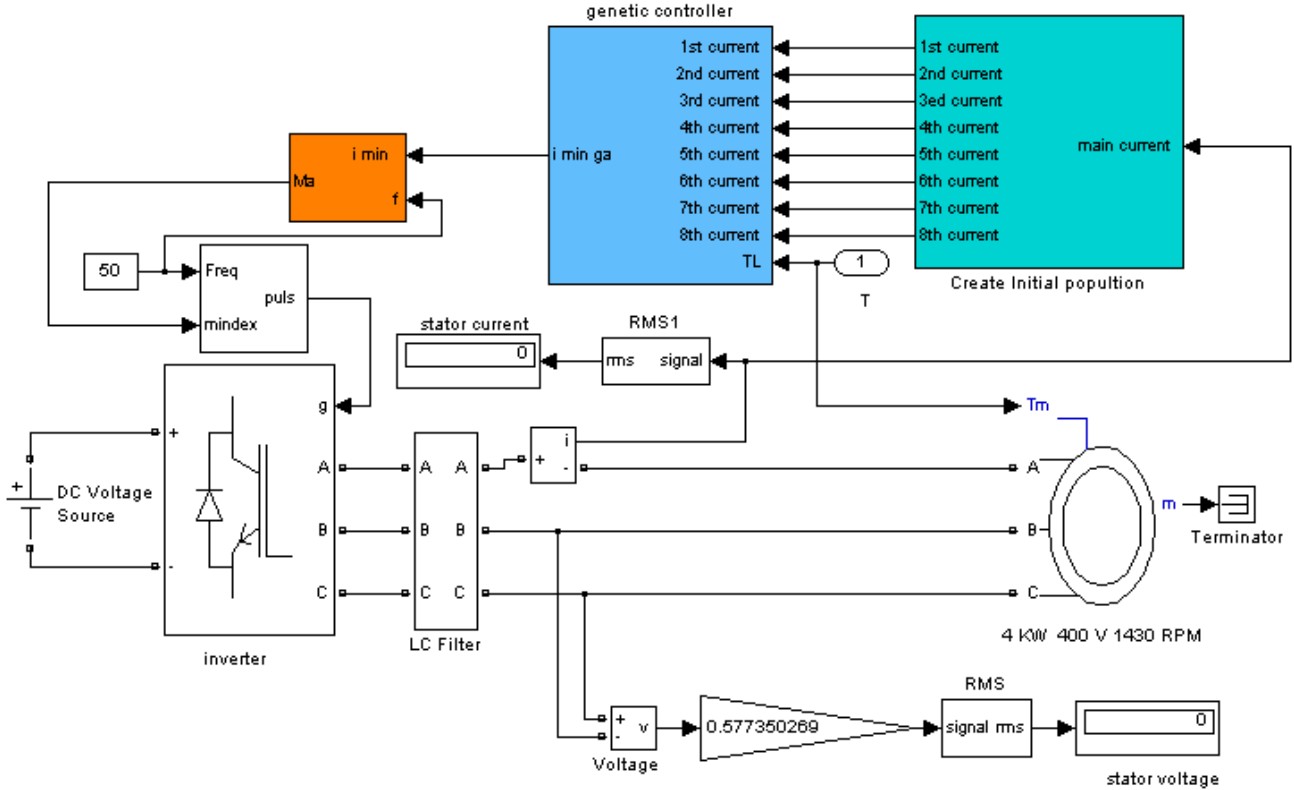 genetic controller
1st current
2nd current
3rd current
4th current
5th current
6th current
7th current
8th current
TL
i min ga
1st current
2nd current
3ed current
4th current
5th current
6th current
7th current
8th current
main current
Create Initial popultion
1
T
i min
Ma
f
50
Freq
mindex
puls
stator current
0
RMS1
rms signal
g
+
-
A
B
C
inverter
+
DC Voltage
Source
A A
B B
C C
LC Filter
i
+
-
Tm
A
B
C
m
Terminator
4 KW 400 V 1430 RPM
+
-
v
Voltage
0.577350269
RMS
signal rms
0
stator voltage